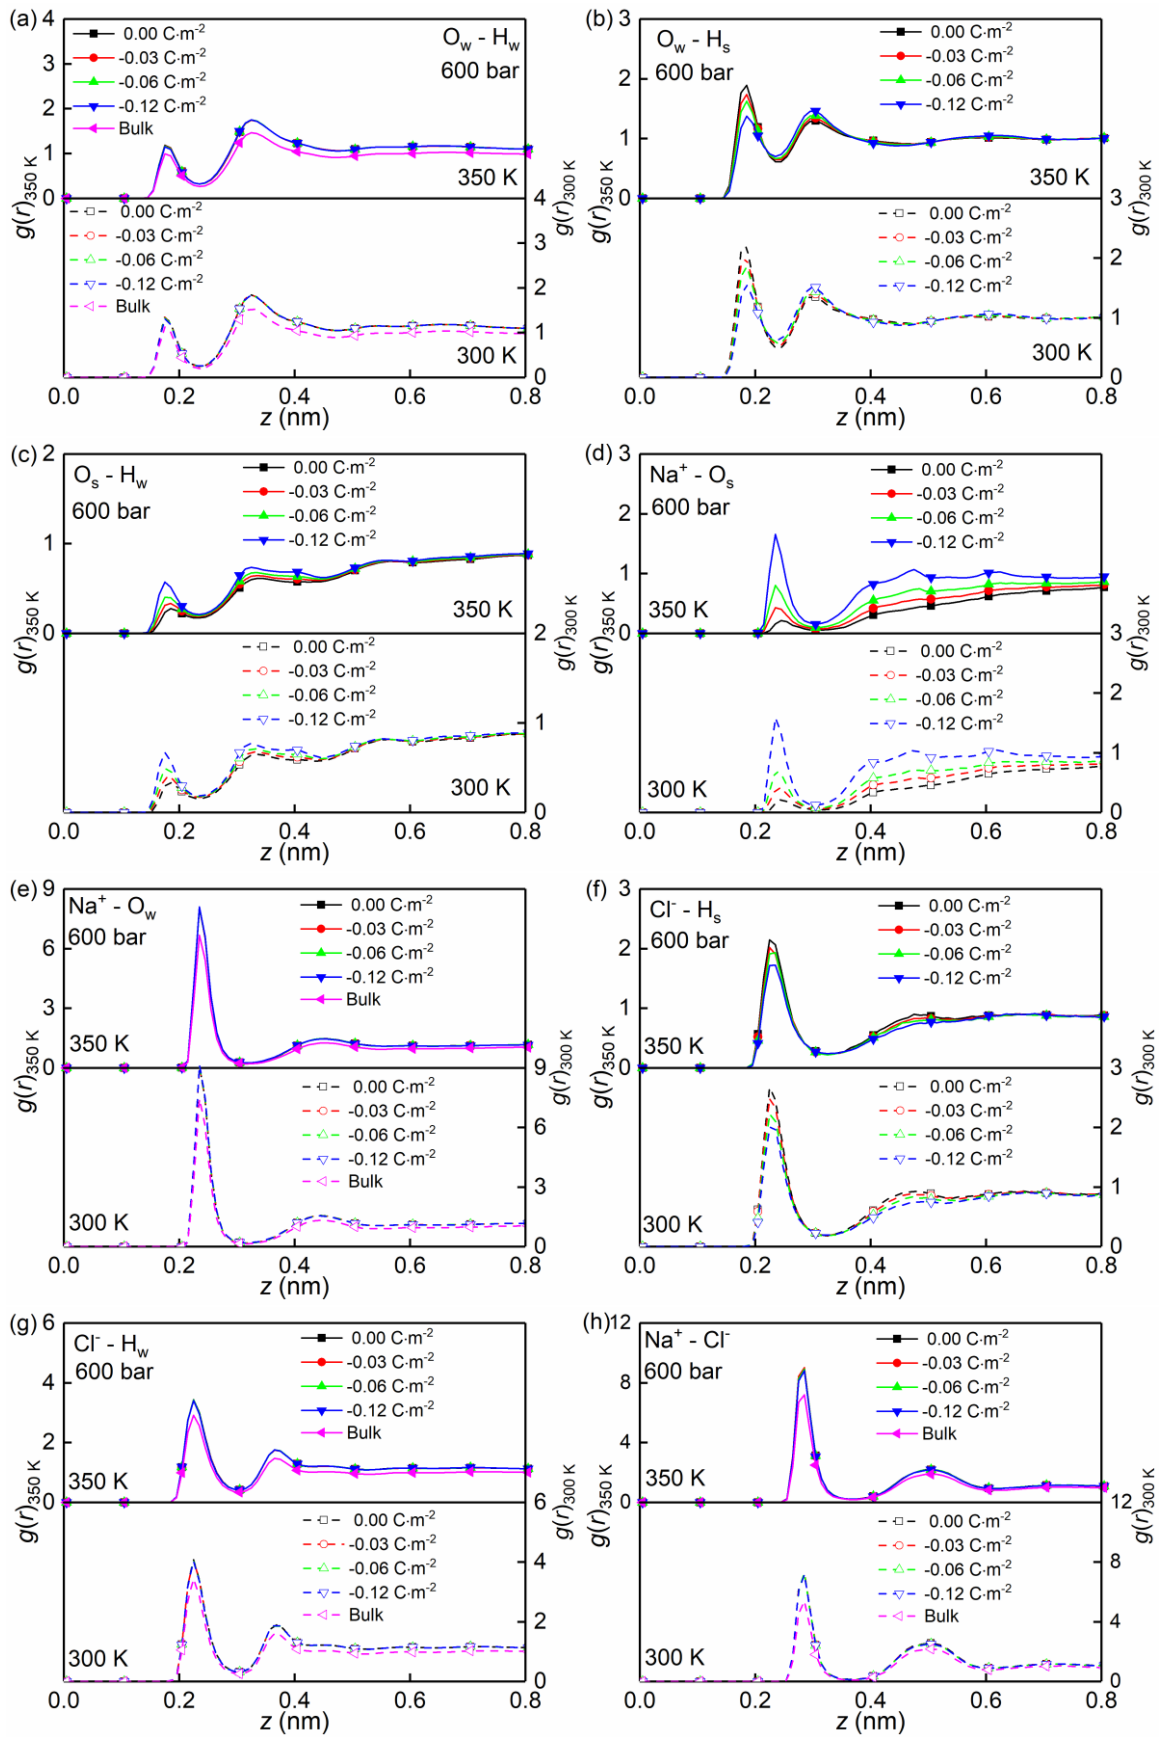 (a)
4
3
2
1
0
0.00 C·m-2
-0.03 C·m-2
-0.06 C·m-2
-0.12 C·m-2
Bulk
Ow - Hw
600 bar
350 K
g(r)350 K
0.00 C·m-2
-0.03 C·m-2
-0.06 C·m-2
-0.12 C·m-2
Bulk
300 K
4
3
2
1
0
g(r)300 K
0.0 0.2 0.4 0.6 0.8
z (nm)
(b)
3
2
1
0
Ow - Hs
600 bar
0.00 C·m-2
-0.03 C·m-2
-0.06 C·m-2
-0.12 C·m-2
350 K
0.00 C·m-2
-0.03 C·m-2
-0.06 C·m-2
-0.12 C·m-2
300 K
3
2
1
0
g(r)300 K
0.0 0.2 0.4 0.6 0.8
z (nm)
(c)
2
1
0
Os - Hw
600 bar
0.00 C·m-2
-0.03 C·m-2
-0.06 C·m-2
-0.12 C·m-2
350 K
g(r)350 K
0.00 C·m-2
-0.03 C·m-2
-0.06 C·m-2
-0.12 C·m-2
300 K
2
1
0
g(r)300 K
0.0 0.2 0.4 0.6 0.8
z (nm)
(d)
3
2
1
0
Na+ - Os
600 bar
0.00 C·m-2
-0.03 C·m-2
-0.06 C·m-2
-0.12 C·m-2
350 K
0.00 C·m-2
-0.03 C·m-2
-0.06 C·m-2
-0.12 C·m-2
300 K
3
2
1
0
g(r)300 K
0.0 0.2 0.4 0.6 0.8
z (nm)
(e)
9
6
3
0
Na+ - Ow
600 bar
0.00 C·m-2
-0.03 C·m-2
-0.06 C·m-2
-0.12 C·m-2
Bulk
350 K
g(r)350 K
0.00 C·m-2
-0.03 C·m-2
-0.06 C·m-2
-0.12 C·m-2
Bulk
300 K
9
6
3
0
g(r)300 K
0.0 0.2 0.4 0.6 0.8
z (nm)
(f)
3
2
1
0
Cl- - Hs
600 bar
0.00 C·m-2
-0.03 C·m-2
-0.06 C·m-2
-0.12 C·m-2
350 K
0.00 C·m-2
-0.03 C·m-2
-0.06 C·m-2
-0.12 C·m-2
300 K
3
2
1
0
g(r)300 K
0.0 0.2 0.4 0.6 0.8
z (nm)
(g)
6
4
2
0
Cl- - Hw
600 bar
0.00 C·m-2
-0.03 C·m-2
-0.06 C·m-2
-0.12 C·m-2
Bulk
350 K
g(r)350 K
0.00 C·m-2
-0.03 C·m-2
-0.06 C·m-2
-0.12 C·m-2
Bulk
300 K
6
4
2
0
g(r)300 K
0.0 0.2 0.4 0.6 0.8
z (nm)
(h)
12
8
4
0
Na+ - Cl-
600 bar
0.00 C·m-2
-0.03 C·m-2
-0.06 C·m-2
-0.12 C·m-2
Bulk
350 K
0.00 C·m-2
-0.03 C·m-2
-0.06 C·m-2
-0.12 C·m-2
Bulk
300 K
12
8
4
0
g(r)300 K
0.0 0.2 0.4 0.6 0.8
z (nm)